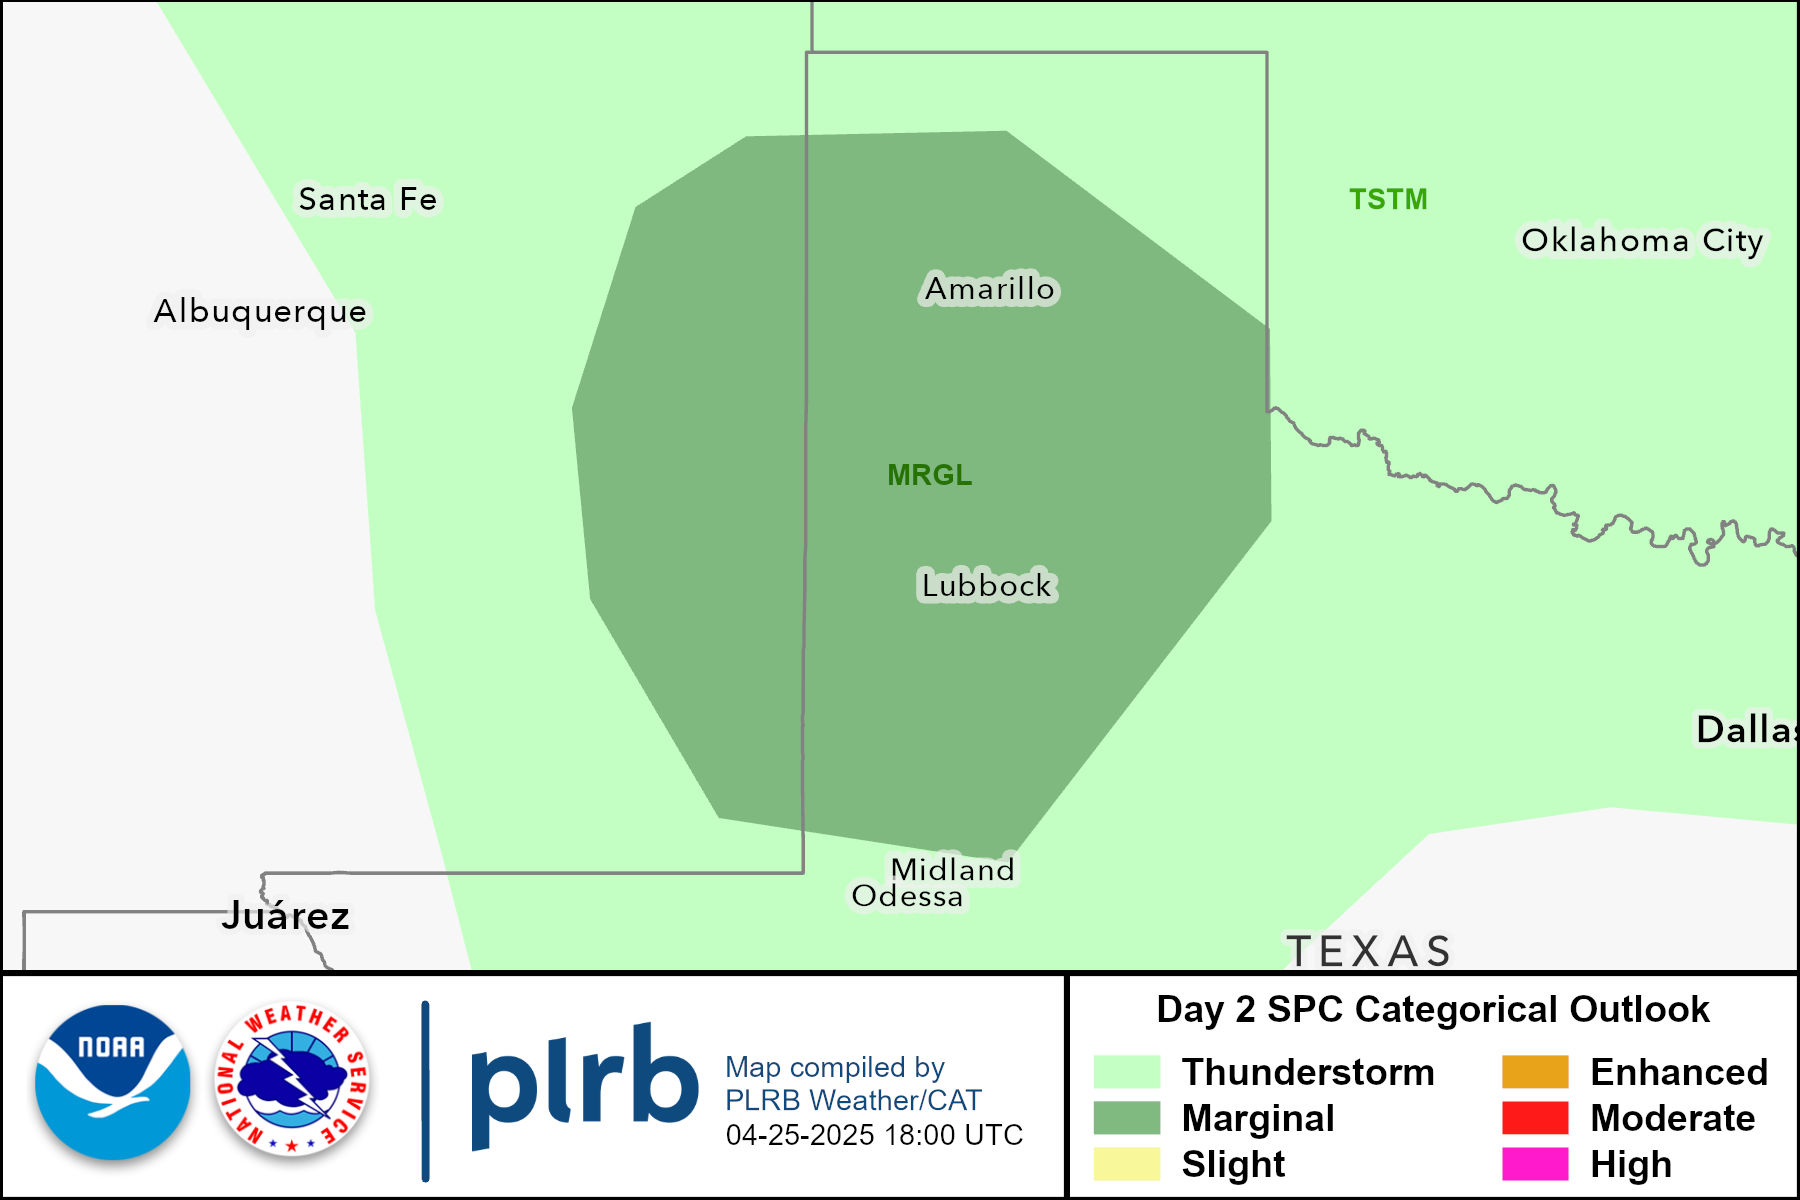 Santa Fe
TSTM
Oklahoma City
Amarillo
Albuquerque
MRGL
Lubbock
Dallas
Midland
Odessa
Juárez
TEXAS
NOAA
NATIONAL WEATHER SERVICE
plrb
Map compiled by
PLRB Weather/CAT
04-25-2025 18:00 UTC
Day 2 SPC Categorical Outlook
Thunderstorm
Enhanced
Marginal
Moderate
Slight
High